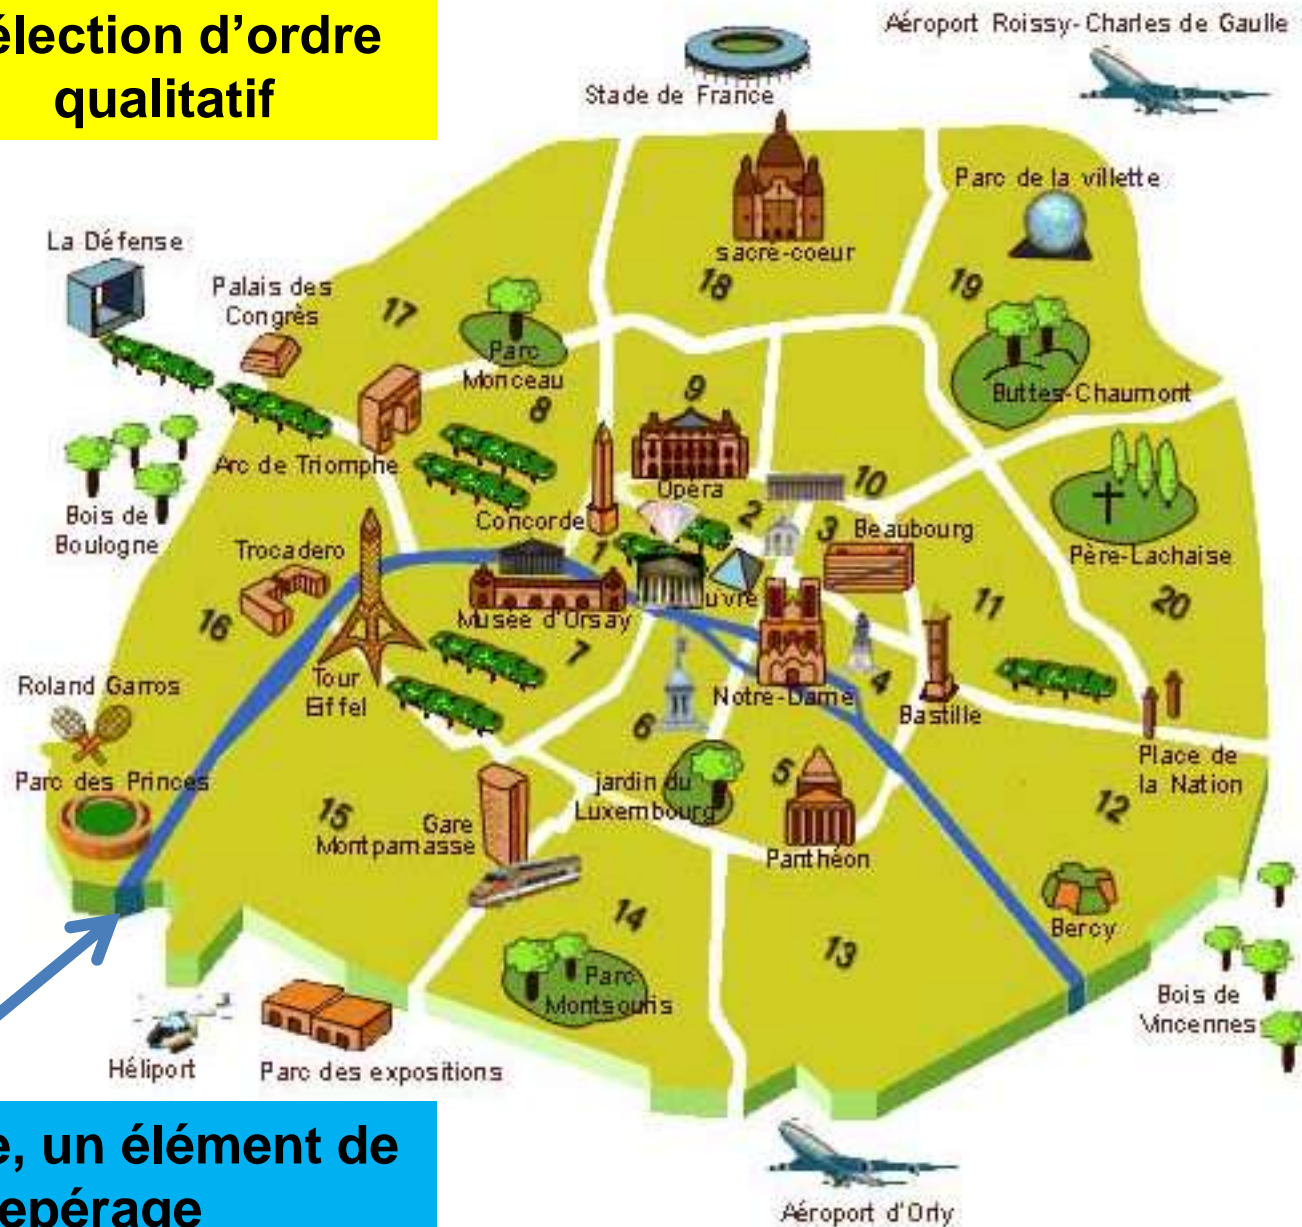 élection d'ordre
qualitatif
Aéroport Roissy-Charles de Gaulle
Stade de France
Parc de la villette
La Défense
sacre-coeur
Palais des
Congrès
17
18
19
Parc
Monceau
8
9
Buttes-Chaumont
Arc de Triomphe
Opéra
10
Bois de
Boulogne
Concorde
1
2
3
Beaubourg
Trocadero
Père-Lachaise
uvre
Musée d'Orsay
16
7
11
20
Roland Garros
Tour
Eiffel
Notre-Dame
4
Bastille
6
Parc des Princes
jardin du
Luxembourg
5
Place de
la Nation
15
12
Gare
Montparnasse
Panthéon
14
13
Bercy
Parc
Montsouris
Bois de
Vincennes
Héliport
Parc des expositions
e, un élément de
epérage
Aéroport d'Orly